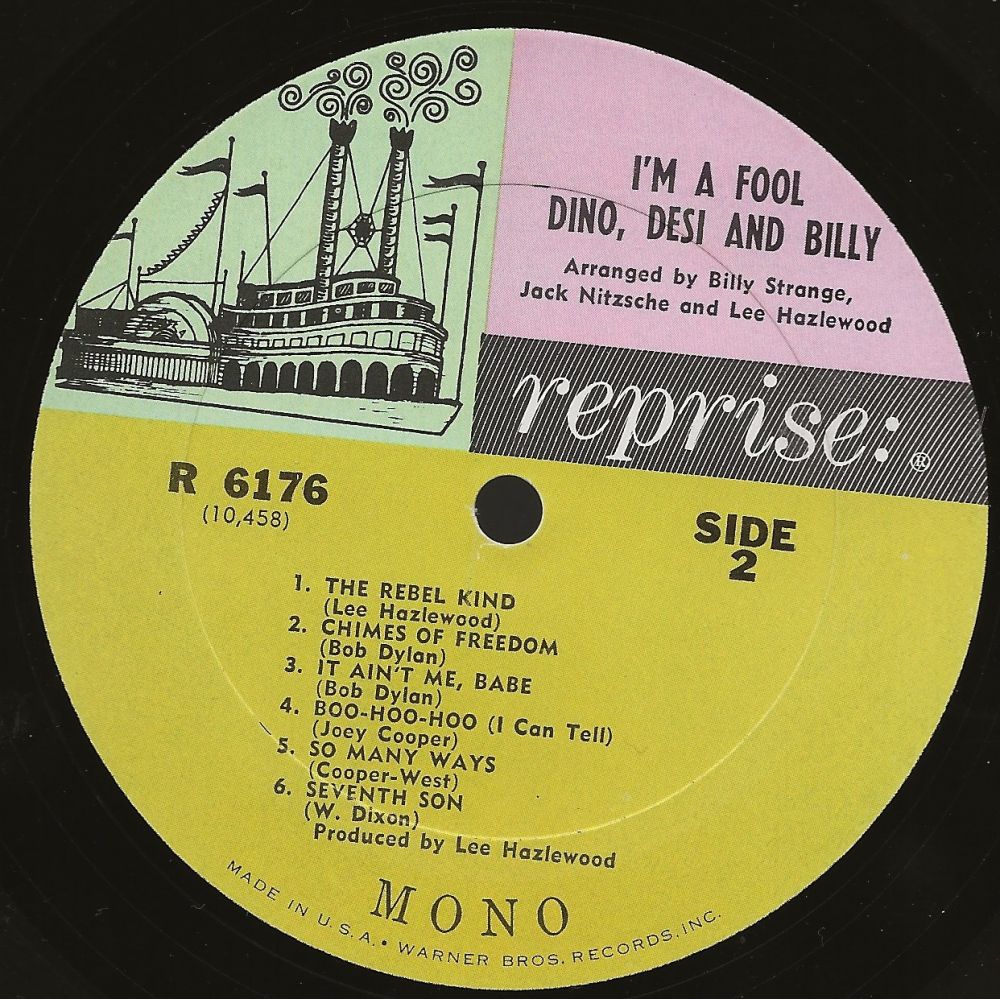 I'M A FOOL
DINO, DESI AND BILLY
Arranged by Billy Strange,
Jack Nitzsche and Lee Hazlewood
reprise: ®
R 6176
(10,458)
SIDE
2
1. THE REBEL KIND
(Lee Hazlewood)
2. CHIMES OF FREEDOM
(Bob Dylan)
3. IT AIN'T ME, BABE
(Bob Dylan)
4. BOO-HOO-HOO (I Can Tell)
(Joey Cooper)
5. SO MANY WAYS
(Cooper-West)
6. SEVENTH SON
(W. Dixon)
Produced by Lee Hazlewood
MONO
MADE IN U.S.A. • WARNER BROS. RECORDS, INC.